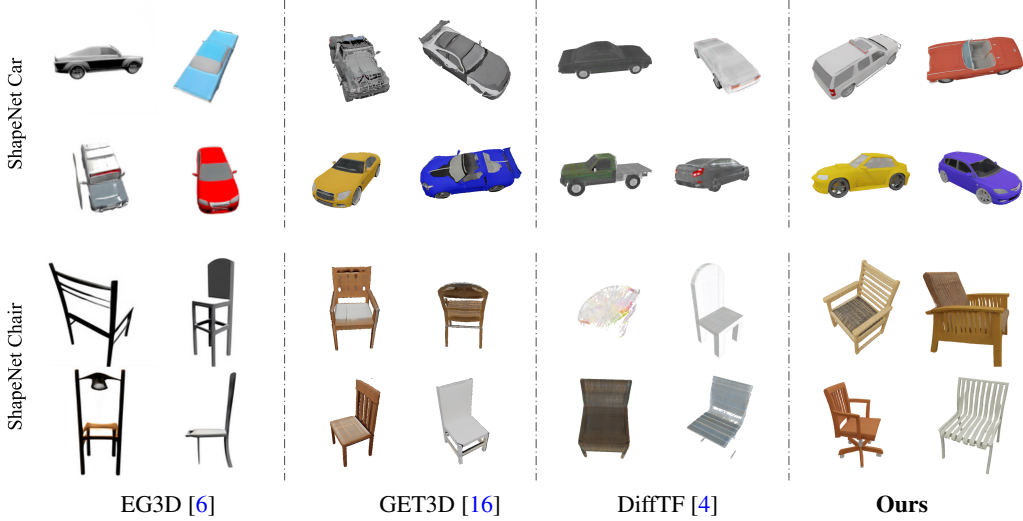 ShapeNet Car
ShapeNet Chair
EG3D [6]
GET3D [16]
DiffTF [4]
Ours